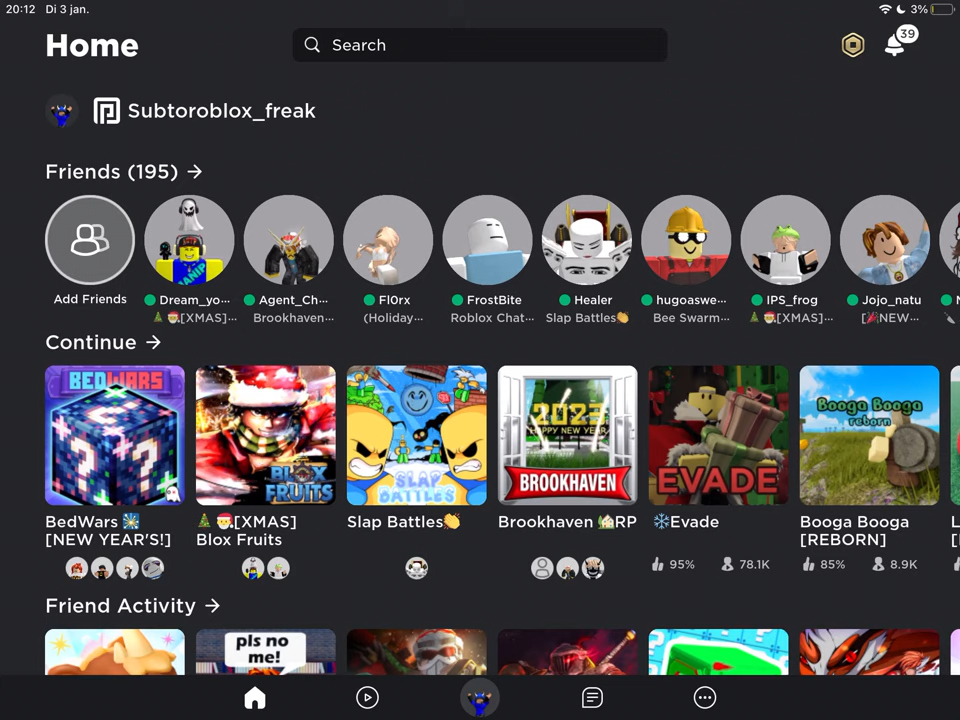 20:12 Di 3 jan. 3%
Home
Search
39
Subtoroblox_freak
Friends (195) →
Add Friends
Dream_yo...
🎄🎅[XMAS]...
Agent_Ch...
Brookhaven...
Fl0rx
(Holiday...
FrostBite
Roblox Chat...
Healer
Slap Battles👏
hugoaswe...
Bee Swarm...
IPS_frog
🎄🎅[XMAS]...
Jojo_natu
[🎉NEW...
Continue →
BEDWARS
? ?
BLOX
FRUITS
SLAP
BATTLES
2023
HAPPY NEW YEAR
BROOKHAVEN
EVADE
Booga Booga
reborn
BedWars 🎆
[NEW YEAR'S!]
🎄🎅[XMAS]
Blox Fruits
Slap Battles👏
Brookhaven 🏡RP
❄️Evade
95% 78.1K
Booga Booga
[REBORN]
85% 8.9K
Friend Activity →
pls no
me!